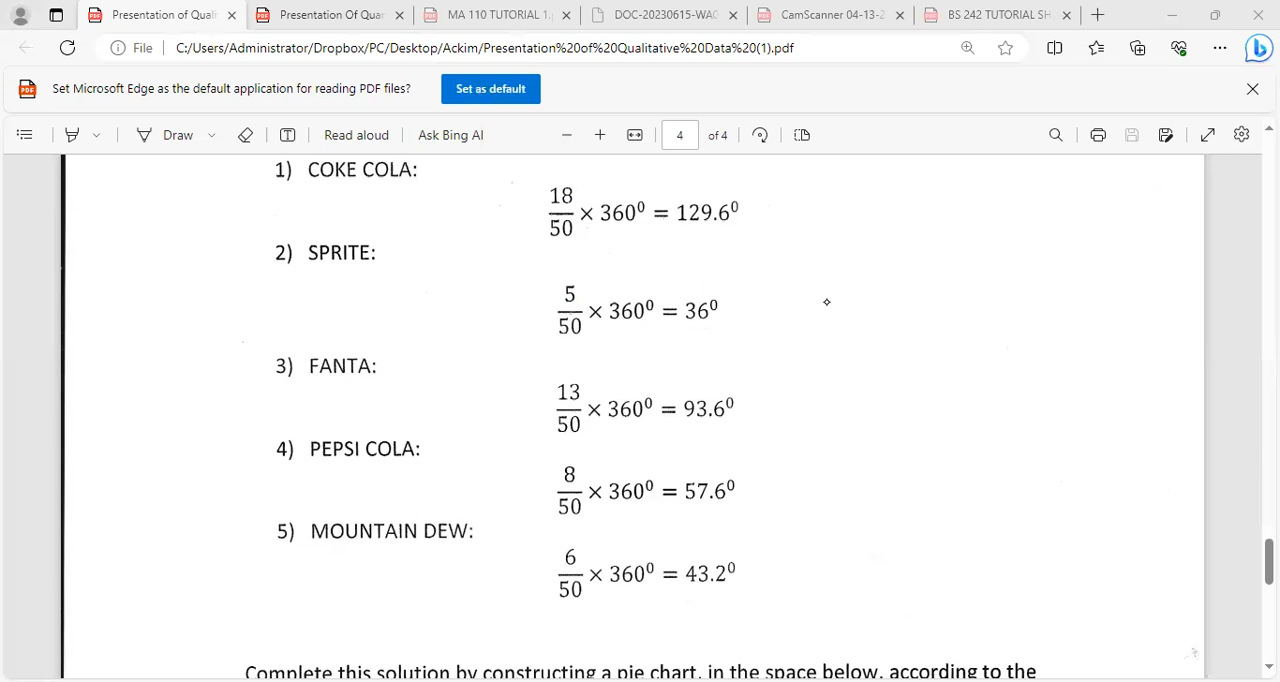 Presentation of Quali
Presentation Of Quan
MA 110 TUTORIAL 1.p
DOC-20230615-WA0
CamScanner 04-13-2
BS 242 TUTORIAL SH
File
C:/Users/Administrator/Dropbox/PC/Desktop/Ackim/Presentation%20of%20Qualitative%20Data%20(1).pdf
Set Microsoft Edge as the default application for reading PDF files?
Set as default
Draw
Read aloud
Ask Bing AI
4 of 4
1) COKE COLA:
18/50 × 360⁰ = 129.6⁰
2) SPRITE:
5/50 × 360⁰ = 36⁰
3) FANTA:
13/50 × 360⁰ = 93.6⁰
4) PEPSI COLA:
8/50 × 360⁰ = 57.6⁰
5) MOUNTAIN DEW:
6/50 × 360⁰ = 43.2⁰
Complete this solution by constructing a pie chart, in the space below, according to the